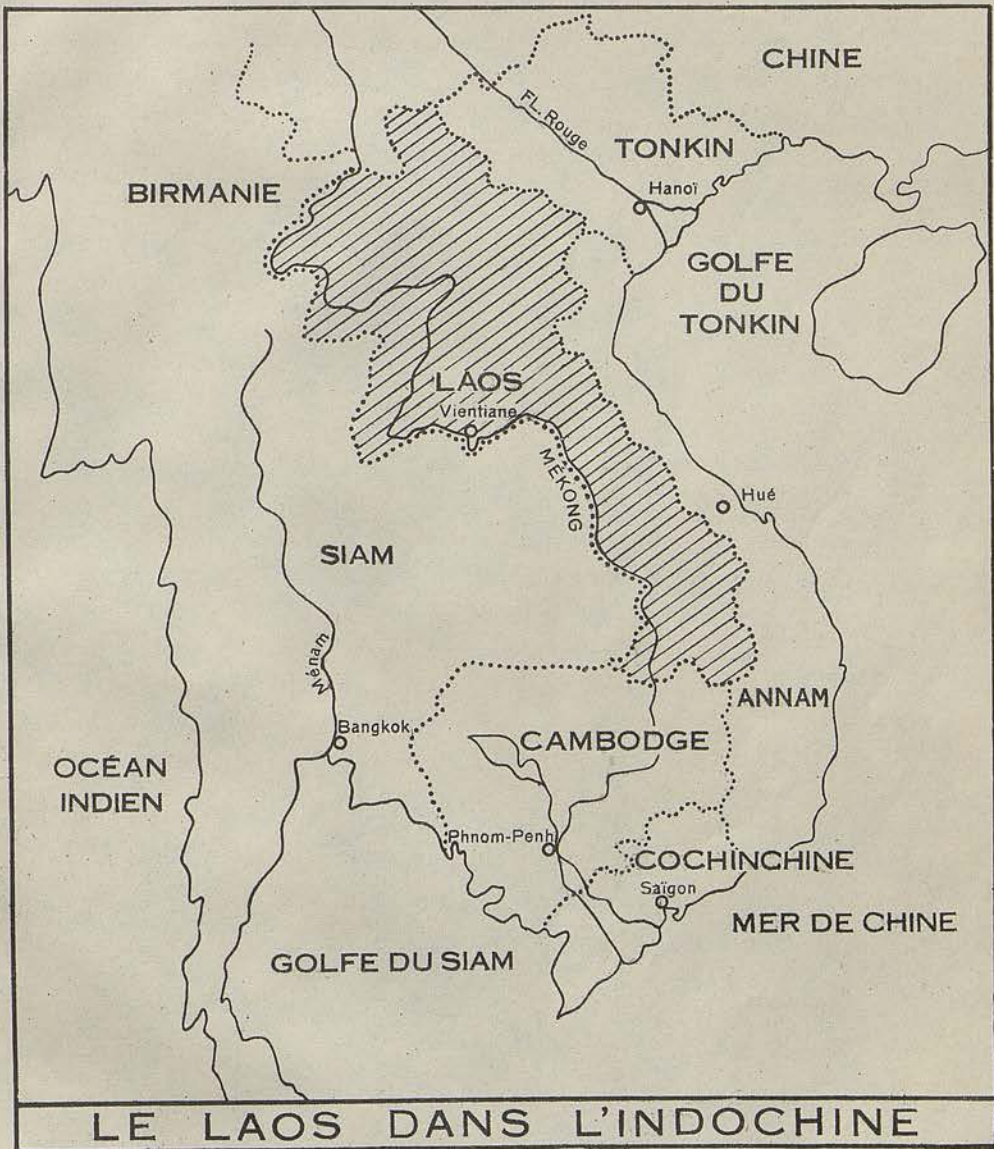 CHINE
FL. Rouge
TONKIN
Hanoï
BIRMANIE
GOLFE
DU
TONKIN
LAOS
Vientiane
MÉKONG
Hué
SIAM
Ménam
ANNAM
Bangkok
CAMBODGE
OCÉAN
INDIEN
Phnom-Penh
COCHINCHINE
Saïgon
MER DE CHINE
GOLFE DU SIAM
LE LAOS DANS L'INDOCHINE